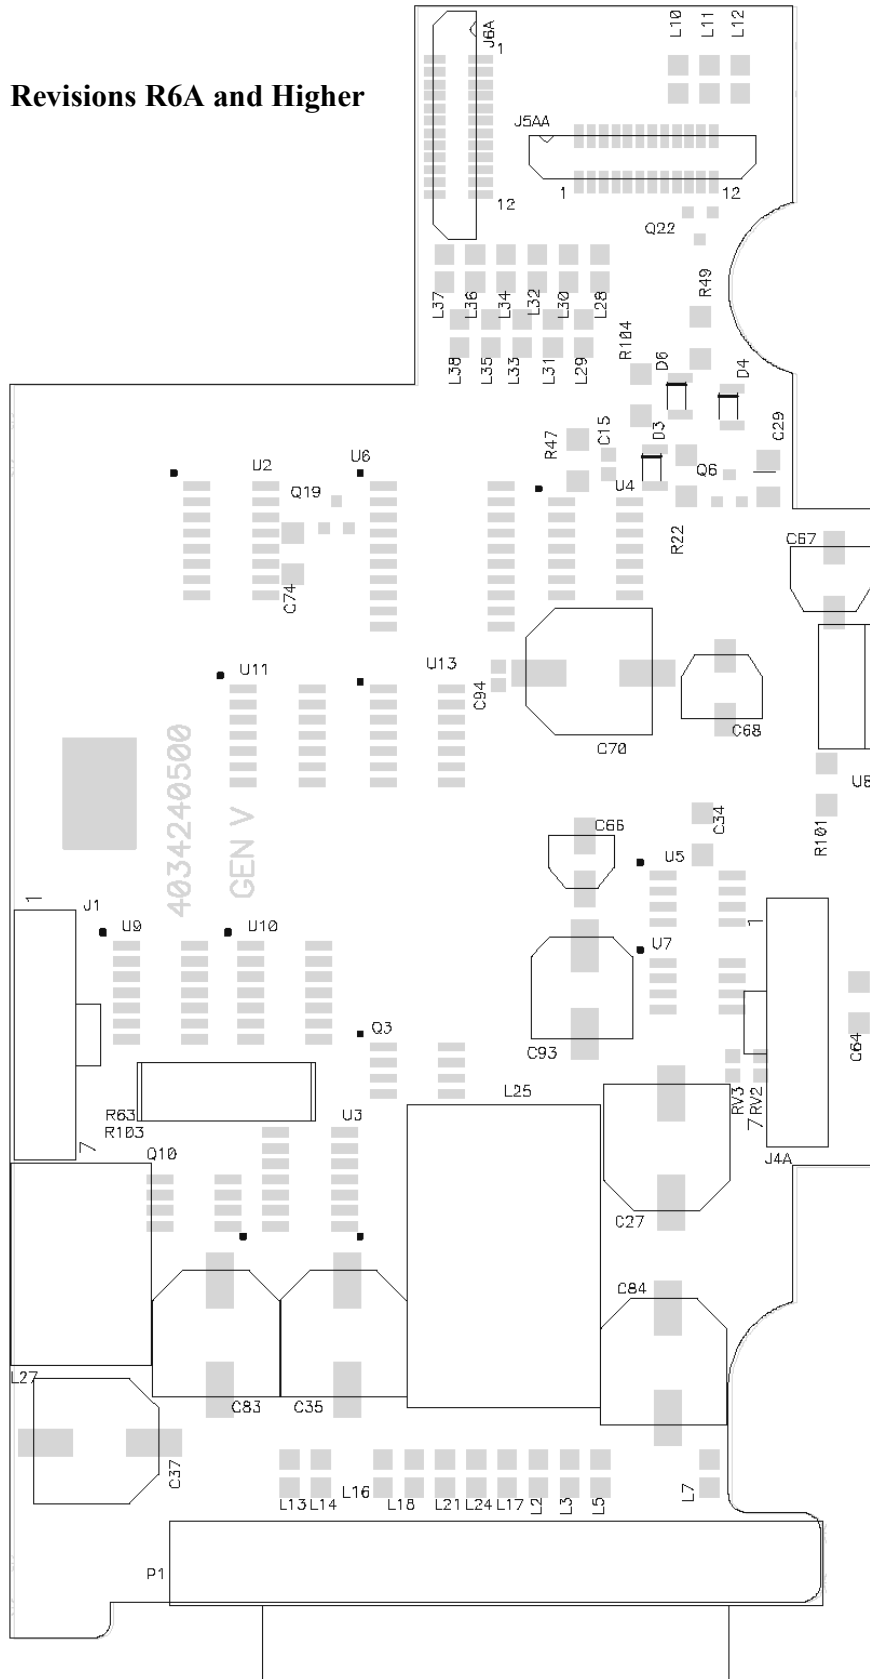 L10 L11 L12
J6A
1
Revisions R6A and Higher
J5AA
1 12
12
Q22
R49
L37 L36 L34 L32 L30 L28
R104
L38 L35 L33 L31 L29
D6 D4
D3
C29
R47 C15
U2 U6
Q19
U4
Q6
R22
C67
C74
U11
U13
C94
C70
C68
U8
4034240500
GEN V
C66
C34
R101
U5
1
J1
U9 U10
1
U7
Q3
C93
C64
L25
RV3 RV2
R63
R103
U3
7
7
J4A
Q10
C27
C84
L27
C83 C35
C37
L13 L14 L16 L18 L21 L24 L17 L2 L3 L5 L7
P1